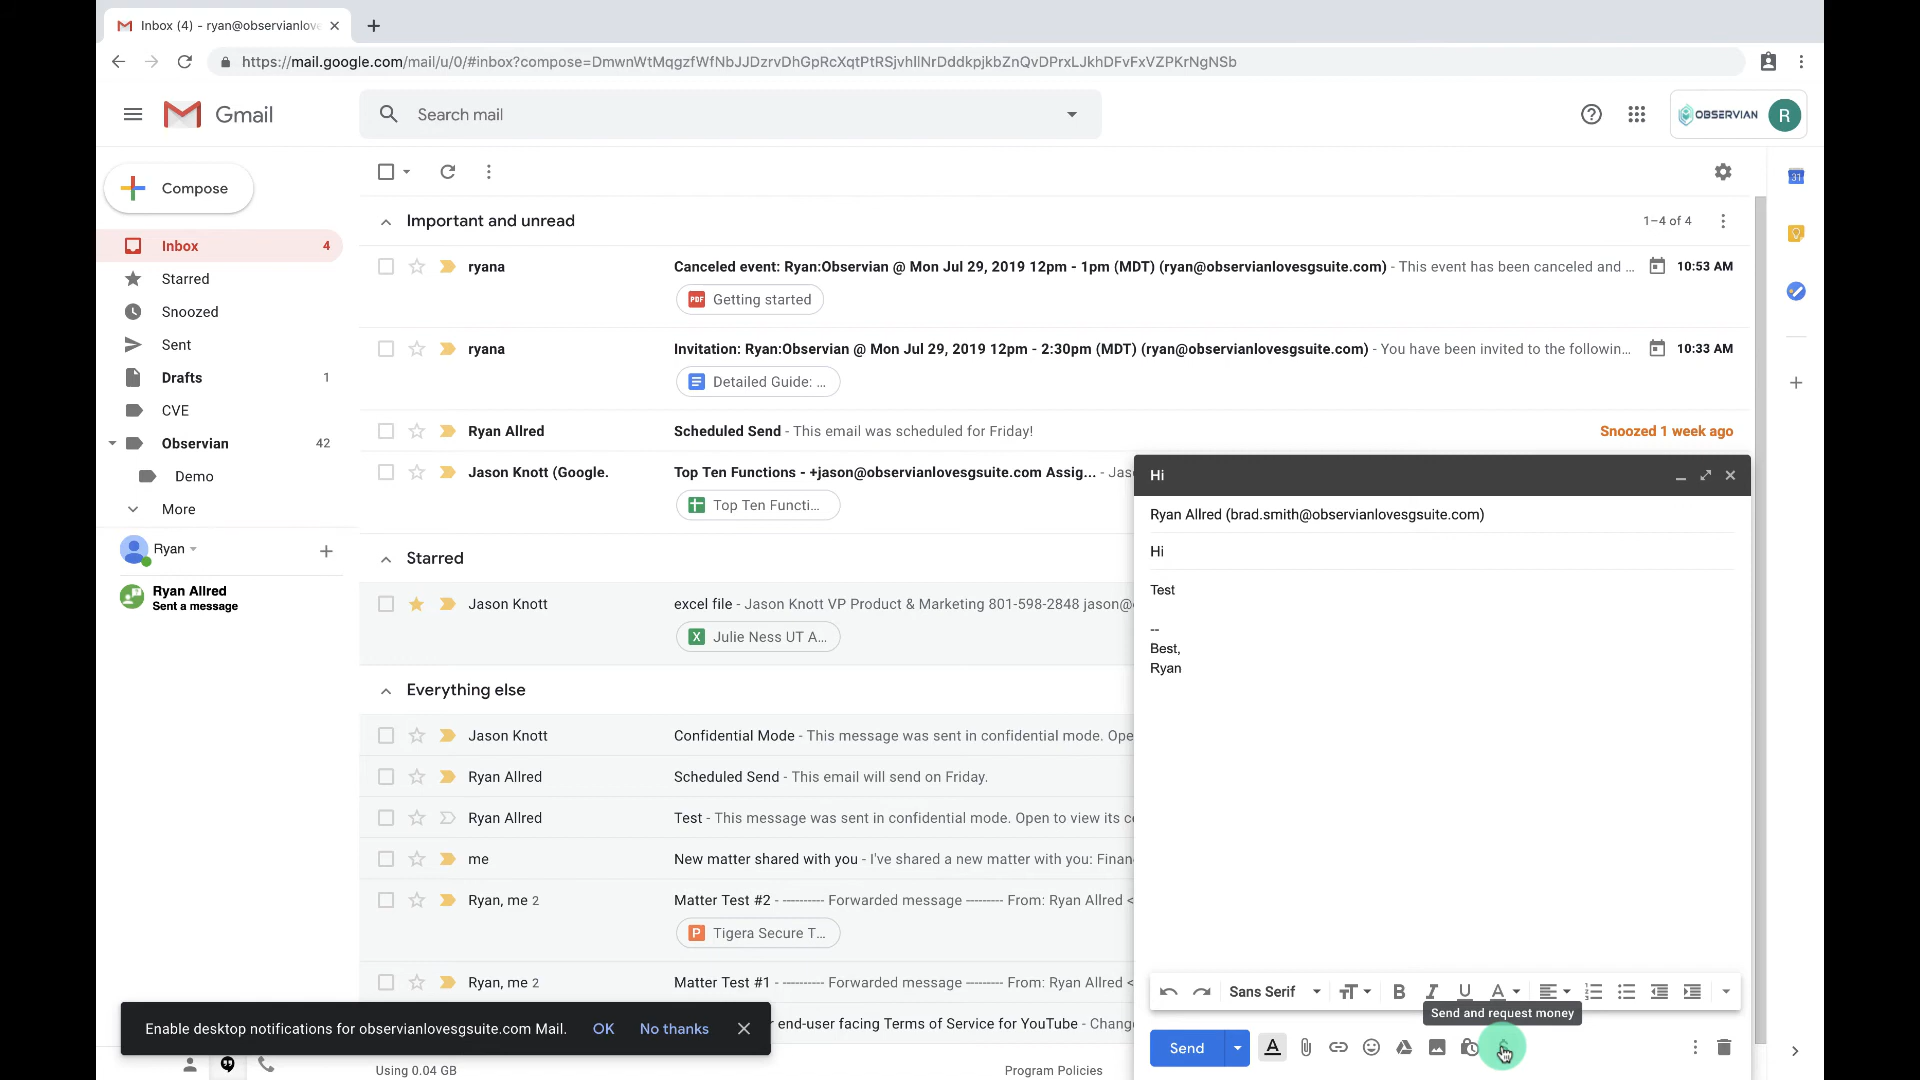 Inbox (4) - ryan@observianlove
https://mail.google.com/mail/u/0/#inbox?compose=DmwnWtMqgzfWfNbJJDzrvDhGpRcXqtPtRSjvhllNrDddkpjkbZnQvDPrxLJkhDFvFxVZPKrNgNSb
Gmail
Search mail
OBSERVIAN
R
Compose
Inbox 4
Starred
Snoozed
Sent
Drafts 1
CVE
Observian 42
Demo
More
Ryan
Ryan Allred
Sent a message
Important and unread 1–4 of 4
ryana Canceled event: Ryan:Observian @ Mon Jul 29, 2019 12pm - 1pm (MDT) (ryan@observianlovesgsuite.com) - This event has been canceled and ... 10:53 AM
PDF Getting started
ryana Invitation: Ryan:Observian @ Mon Jul 29, 2019 12pm - 2:30pm (MDT) (ryan@observianlovesgsuite.com) - You have been invited to the followin... 10:33 AM
Detailed Guide: ...
Ryan Allred Scheduled Send - This email was scheduled for Friday! Snoozed 1 week ago
Jason Knott (Google. Top Ten Functions - +jason@observianlovesgsuite.com Assig... - Jas
Top Ten Functi...
Starred
Jason Knott excel file - Jason Knott VP Product & Marketing 801-598-2848 jason@
X Julie Ness UT A...
Everything else
Jason Knott Confidential Mode - This message was sent in confidential mode. Ope
Ryan Allred Scheduled Send - This email will send on Friday.
Ryan Allred Test - This message was sent in confidential mode. Open to view its c
me New matter shared with you - I've shared a new matter with you: Finan
Ryan, me 2 Matter Test #2 - ---------- Forwarded message --------- From: Ryan Allred <
P Tigera Secure T...
Ryan, me 2 Matter Test #1 - ---------- Forwarded message --------- From: Ryan Allred <
r end-user facing Terms of Service for YouTube - Chang
Enable desktop notifications for observianlovesgsuite.com Mail. OK No thanks
Using 0.04 GB
Program Policies
Hi
Ryan Allred (brad.smith@observianlovesgsuite.com)
Hi
Test
--
Best,
Ryan
Sans Serif
Send and request money
Send
31